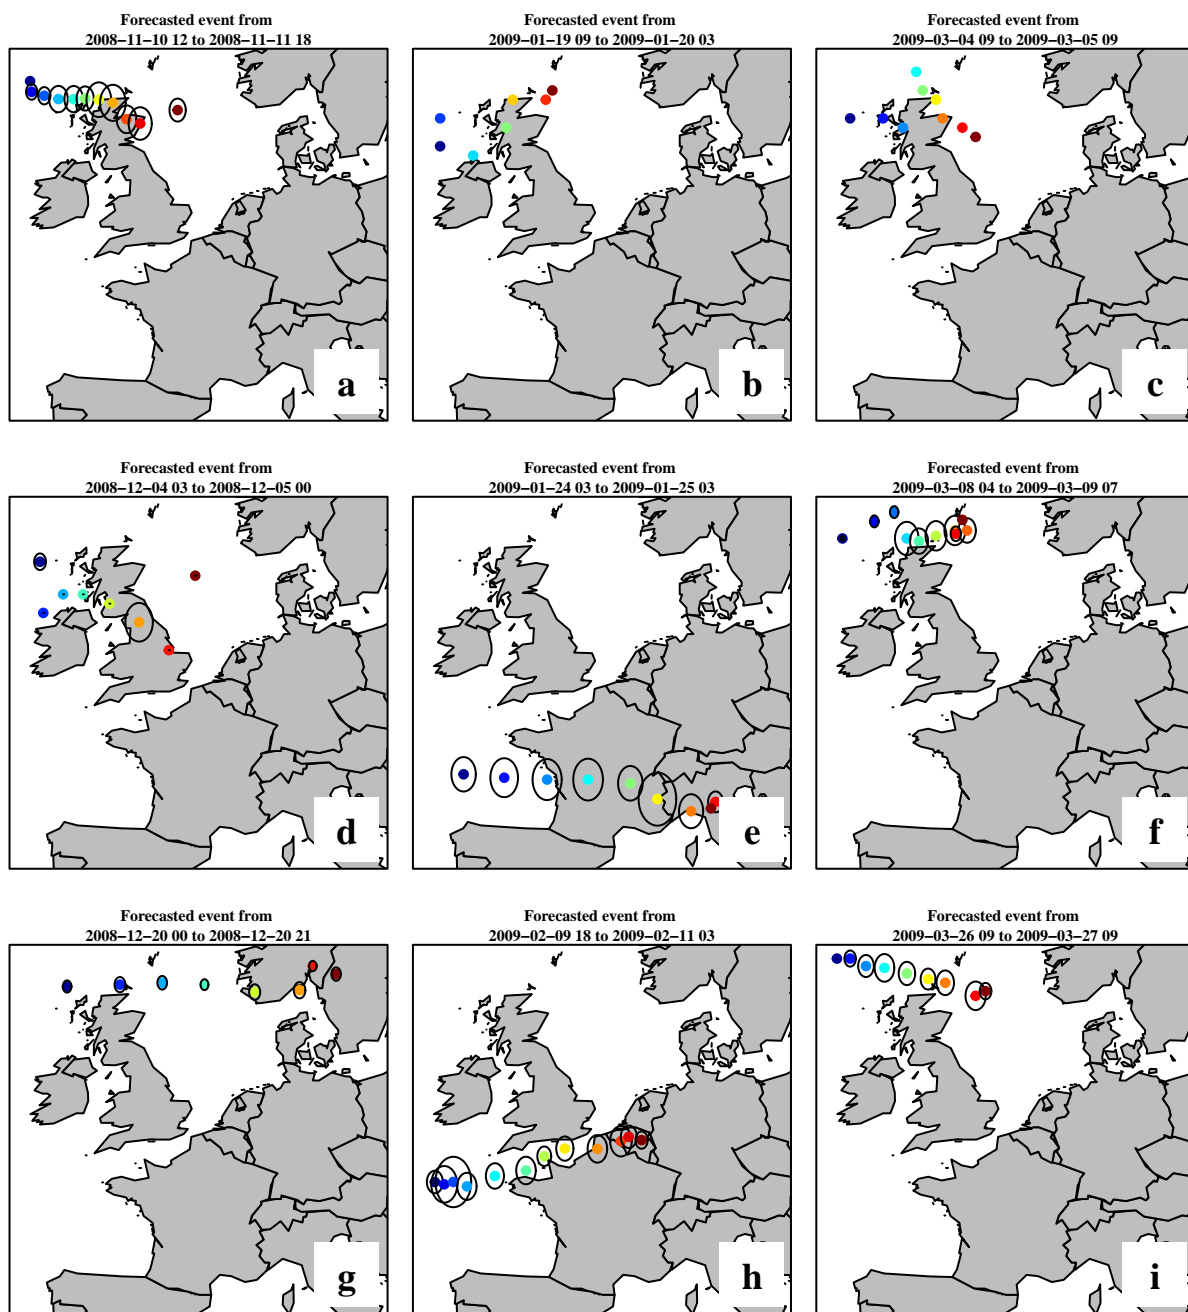 Forecasted event from
2008−11−10 12 to 2008−11−11 18
a
Forecasted event from
2009−01−19 09 to 2009−01−20 03
b
Forecasted event from
2009−03−04 09 to 2009−03−05 09
c
Forecasted event from
2008−12−04 03 to 2008−12−05 00
d
Forecasted event from
2009−01−24 03 to 2009−01−25 03
e
Forecasted event from
2009−03−08 04 to 2009−03−09 07
f
Forecasted event from
2008−12−20 00 to 2008−12−20 21
g
Forecasted event from
2009−02−09 18 to 2009−02−11 03
h
Forecasted event from
2009−03−26 09 to 2009−03−27 09
i